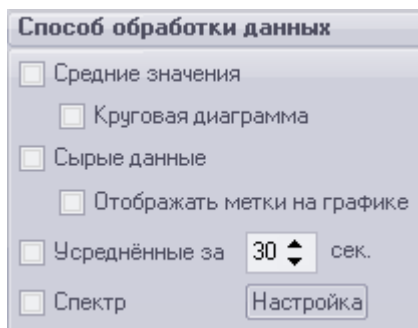 Способ обработки данных
Средние значения
Круговая диаграмма
Сырые данные
Отображать метки на графике
Усреднённые за 30 сек.
Спектр Настройка